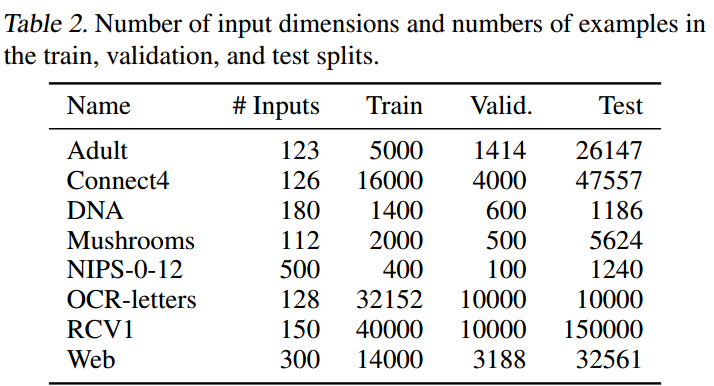 Table 2. Number of input dimensions and numbers of examples in
the train, validation, and test splits.
Name # Inputs Train Valid. Test
Adult 123 5000 1414 26147
Connect4 126 16000 4000 47557
DNA 180 1400 600 1186
Mushrooms 112 2000 500 5624
NIPS-0-12 500 400 100 1240
OCR-letters 128 32152 10000 10000
RCV1 150 40000 10000 150000
Web 300 14000 3188 32561